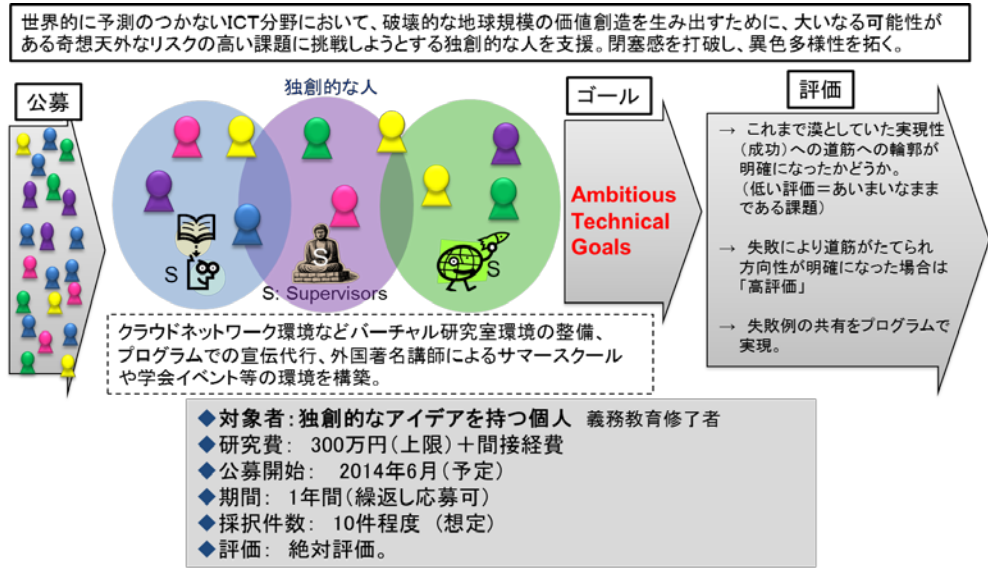 世界的に予測のつかないICT分野において、破壊的な地球規模の価値創造を生み出すために、大いなる可能性が
ある奇想天外なリスクの高い課題に挑戦しようとする独創的な人を支援。閉塞感を打破し、異色多様性を拓く。
公募
独創的な人
S
S
S
S: Supervisors
クラウドネットワーク環境などバーチャル研究室環境の整備、
プログラムでの宣伝代行、外国著名講師によるサマースクール
や学会イベント等の環境を構築。
ゴール
Ambitious
Technical
Goals
評価
→ これまで漠としていた実現性
(成功)への道筋への輪郭が
明確になったかどうか。
(低い評価=あいまいなまま
である課題)
→ 失敗により道筋がたてられ
方向性が明確になった場合は
「高評価」
→ 失敗例の共有をプログラムで
実現。
◆対象者:独創的なアイデアを持つ個人 義務教育修了者
◆研究費: 300万円(上限)+間接経費
◆公募開始: 2014年6月(予定)
◆期間: 1年間(繰返し応募可)
◆採択件数: 10件程度 (想定)
◆評価: 絶対評価。